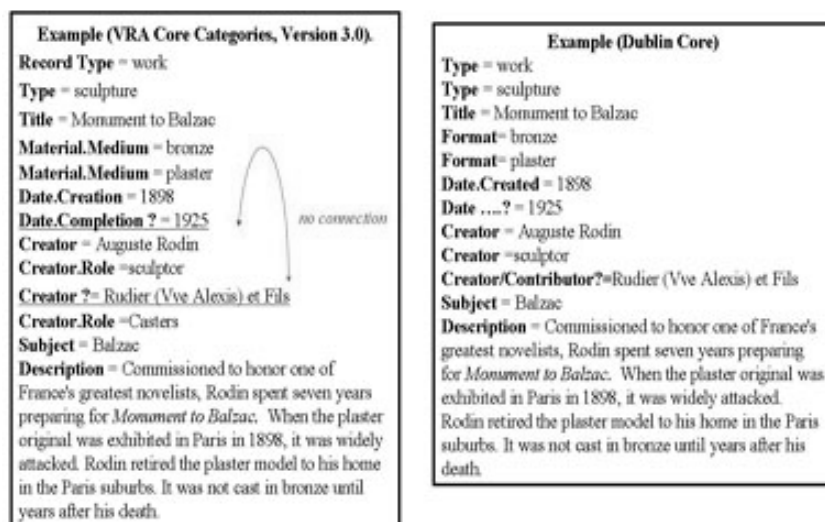 Example (VRA Core Categories, Version 3.0).
Record Type = work
Type = sculpture
Title = Monument to Balzac
Material.Medium = bronze
Material.Medium = plaster
Date.Creation = 1898
Date.Completion ? = 1925
no connection
Creator = Auguste Rodin
Creator.Role =sculptor
Creator ?= Rudier (Vve Alexis) et Fils
Creator.Role =Casters
Subject = Balzac
Description = Commissioned to honor one of
France's greatest novelists, Rodin spent seven years
preparing for Monument to Balzac. When the plaster
original was exhibited in Paris in 1898, it was widely
attacked. Rodin retired the plaster model to his home
in the Paris suburbs. It was not cast in bronze until
years after his death.
Example (Dublin Core)
Type = work
Type = sculpture
Title = Monument to Balzac
Format= bronze
Format= plaster
Date.Created = 1898
Date ....? = 1925
Creator = Auguste Rodin
Creator =sculptor
Creator/Contributor?=Rudier (Vve Alexis) et Fils
Subject = Balzac
Description = Commissioned to honor one of France's
greatest novelists, Rodin spent seven years preparing
for Monument to Balzac. When the plaster original was
exhibited in Paris in 1898, it was widely attacked.
Rodin retired the plaster model to his home in the Paris
suburbs. It was not cast in bronze until years after his
death.